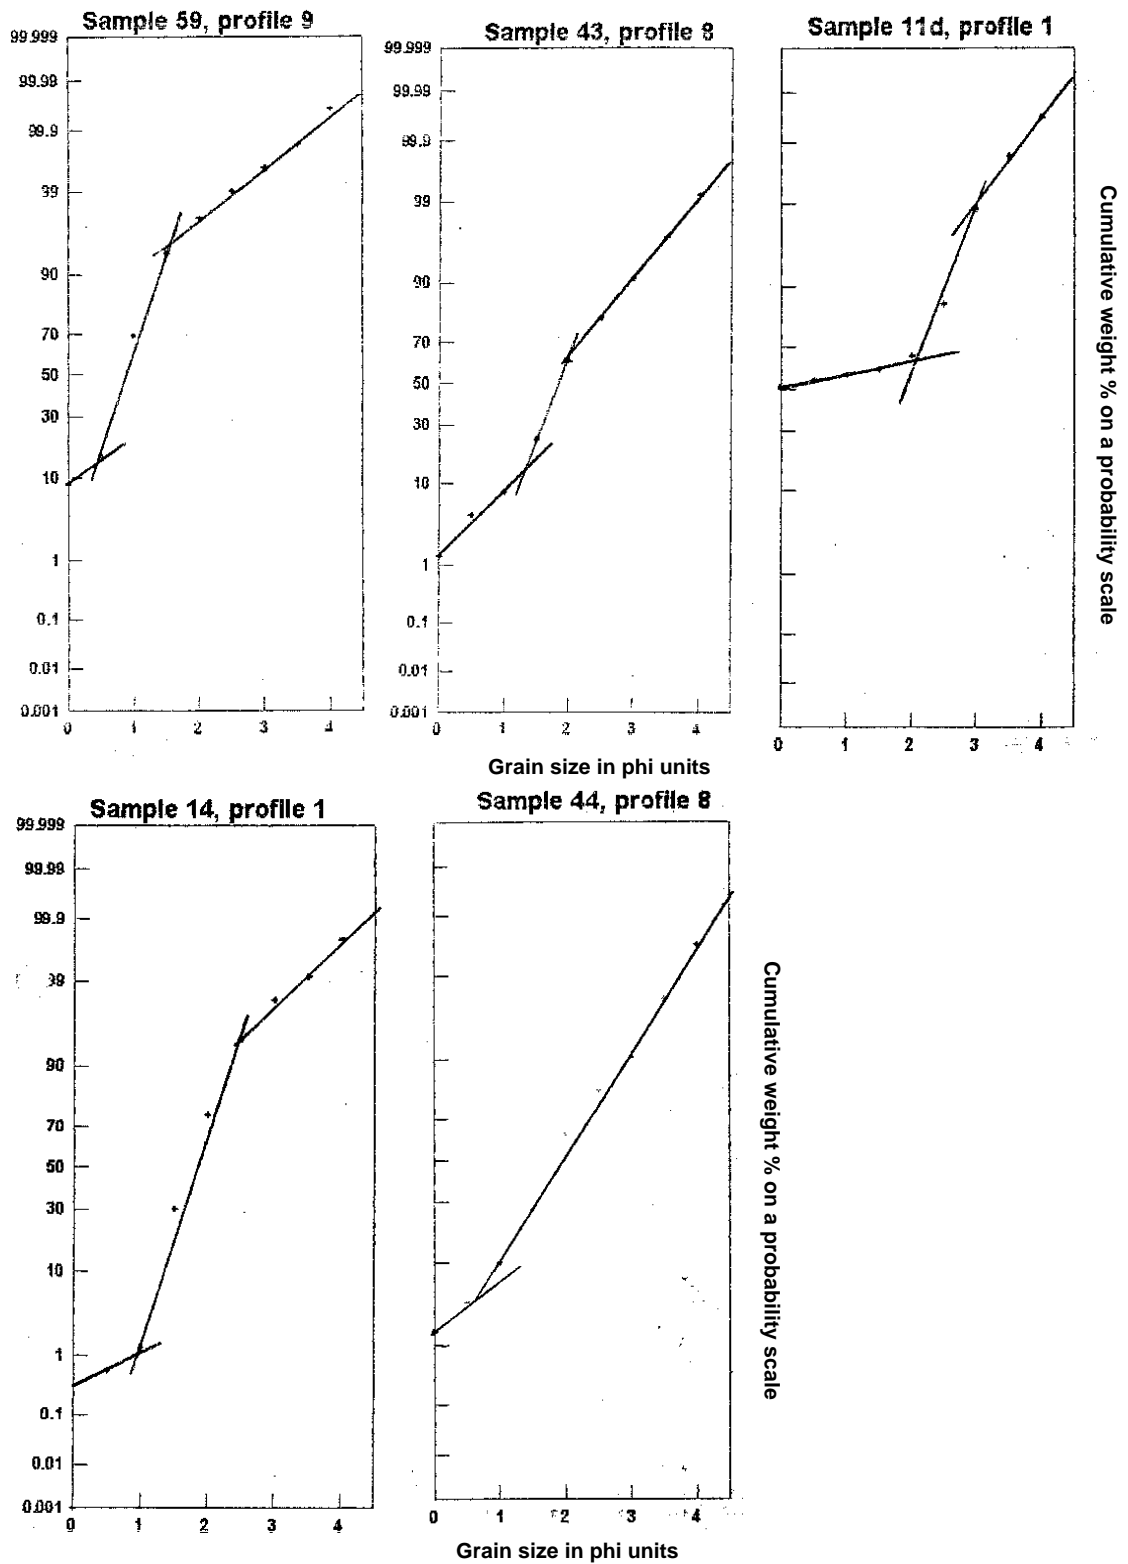 Sample 59, profile 9
99.999
99.99
99.9
99
90
70
50
30
10
1
0.1
0.01
0.001
0 1 2 3 4
Sample 43, profile 8
99.999
99.99
99.9
99
90
70
50
30
10
1
0.1
0.01
0.001
0 1 2 3 4
Sample 11d, profile 1
0 1 2 3 4
Cumulative weight % on a probability scale
Grain size in phi units
Sample 14, profile 1
99.999
99.99
99.9
99
90
70
50
30
10
1
0.1
0.01
0.001
0 1 2 3 4
Sample 44, profile 8
0 1 2 3 4
Cumulative weight % on a probability scale
Grain size in phi units